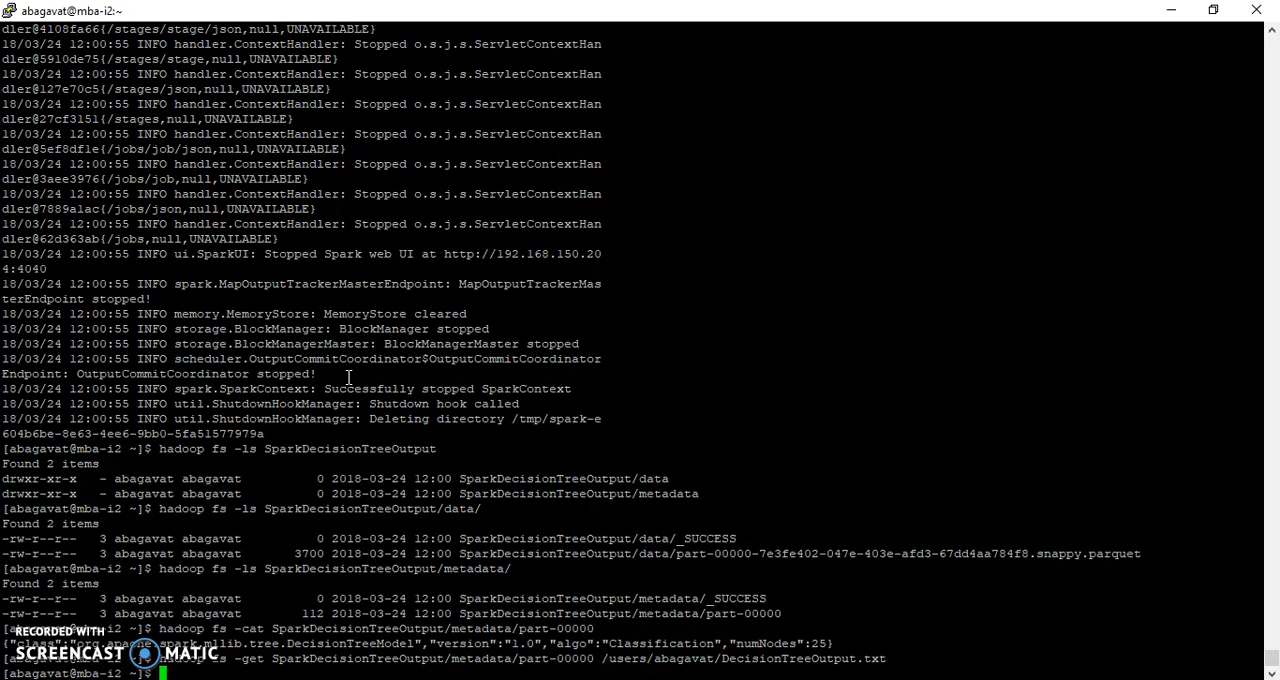 abagavat@mba-i2:~
dler@4108fa66{/stages/stage/json,null,UNAVAILABLE}
18/03/24 12:00:55 INFO handler.ContextHandler: Stopped o.s.j.s.ServletContextHan
dler@5910de75{/stages/stage,null,UNAVAILABLE}
18/03/24 12:00:55 INFO handler.ContextHandler: Stopped o.s.j.s.ServletContextHan
dler@127e70c5{/stages/json,null,UNAVAILABLE}
18/03/24 12:00:55 INFO handler.ContextHandler: Stopped o.s.j.s.ServletContextHan
dler@27cf3151{/stages,null,UNAVAILABLE}
18/03/24 12:00:55 INFO handler.ContextHandler: Stopped o.s.j.s.ServletContextHan
dler@5ef8df1e{/jobs/job/json,null,UNAVAILABLE}
18/03/24 12:00:55 INFO handler.ContextHandler: Stopped o.s.j.s.ServletContextHan
dler@3aee3976{/jobs/job,null,UNAVAILABLE}
18/03/24 12:00:55 INFO handler.ContextHandler: Stopped o.s.j.s.ServletContextHan
dler@7889a1ac{/jobs/json,null,UNAVAILABLE}
18/03/24 12:00:55 INFO handler.ContextHandler: Stopped o.s.j.s.ServletContextHan
dler@62d363ab{/jobs,null,UNAVAILABLE}
18/03/24 12:00:55 INFO ui.SparkUI: Stopped Spark web UI at http://192.168.150.20
4:4040
18/03/24 12:00:55 INFO spark.MapOutputTrackerMasterEndpoint: MapOutputTrackerMas
terEndpoint stopped!
18/03/24 12:00:55 INFO memory.MemoryStore: MemoryStore cleared
18/03/24 12:00:55 INFO storage.BlockManager: BlockManager stopped
18/03/24 12:00:55 INFO storage.BlockManagerMaster: BlockManagerMaster stopped
18/03/24 12:00:55 INFO scheduler.OutputCommitCoordinator$OutputCommitCoordinator
Endpoint: OutputCommitCoordinator stopped!
18/03/24 12:00:55 INFO spark.SparkContext: Successfully stopped SparkContext
18/03/24 12:00:55 INFO util.ShutdownHookManager: Shutdown hook called
18/03/24 12:00:55 INFO util.ShutdownHookManager: Deleting directory /tmp/spark-e
604b6be-8e63-4ee6-9bb0-5fa51577979a
[abagavat@mba-i2 ~]$ hadoop fs -ls SparkDecisionTreeOutput
Found 2 items
drwxr-xr-x - abagavat abagavat 0 2018-03-24 12:00 SparkDecisionTreeOutput/data
drwxr-xr-x - abagavat abagavat 0 2018-03-24 12:00 SparkDecisionTreeOutput/metadata
[abagavat@mba-i2 ~]$ hadoop fs -ls SparkDecisionTreeOutput/data/
Found 2 items
-rw-r--r-- 3 abagavat abagavat 0 2018-03-24 12:00 SparkDecisionTreeOutput/data/_SUCCESS
-rw-r--r-- 3 abagavat abagavat 3700 2018-03-24 12:00 SparkDecisionTreeOutput/data/part-00000-7e3fe402-047e-403e-afd3-67dd4aa784f8.snappy.parquet
[abagavat@mba-i2 ~]$ hadoop fs -ls SparkDecisionTreeOutput/metadata/
Found 2 items
-rw-r--r-- 3 abagavat abagavat 0 2018-03-24 12:00 SparkDecisionTreeOutput/metadata/_SUCCESS
-rw-r--r-- 3 abagavat abagavat 112 2018-03-24 12:00 SparkDecisionTreeOutput/metadata/part-00000
[abagavat@mba-i2 ~]$ hadoop fs -cat SparkDecisionTreeOutput/metadata/part-00000
{"class":"org.apache.spark.mllib.tree.DecisionTreeModel","version":"1.0","algo":"Classification","numNodes":25}
hadoop fs -get SparkDecisionTreeOutput/metadata/part-00000 /users/abagavat/DecisionTreeOutput.txt
[abagavat@mba-i2 ~]$
RECORDED WITH
SCREENCAST MATIC